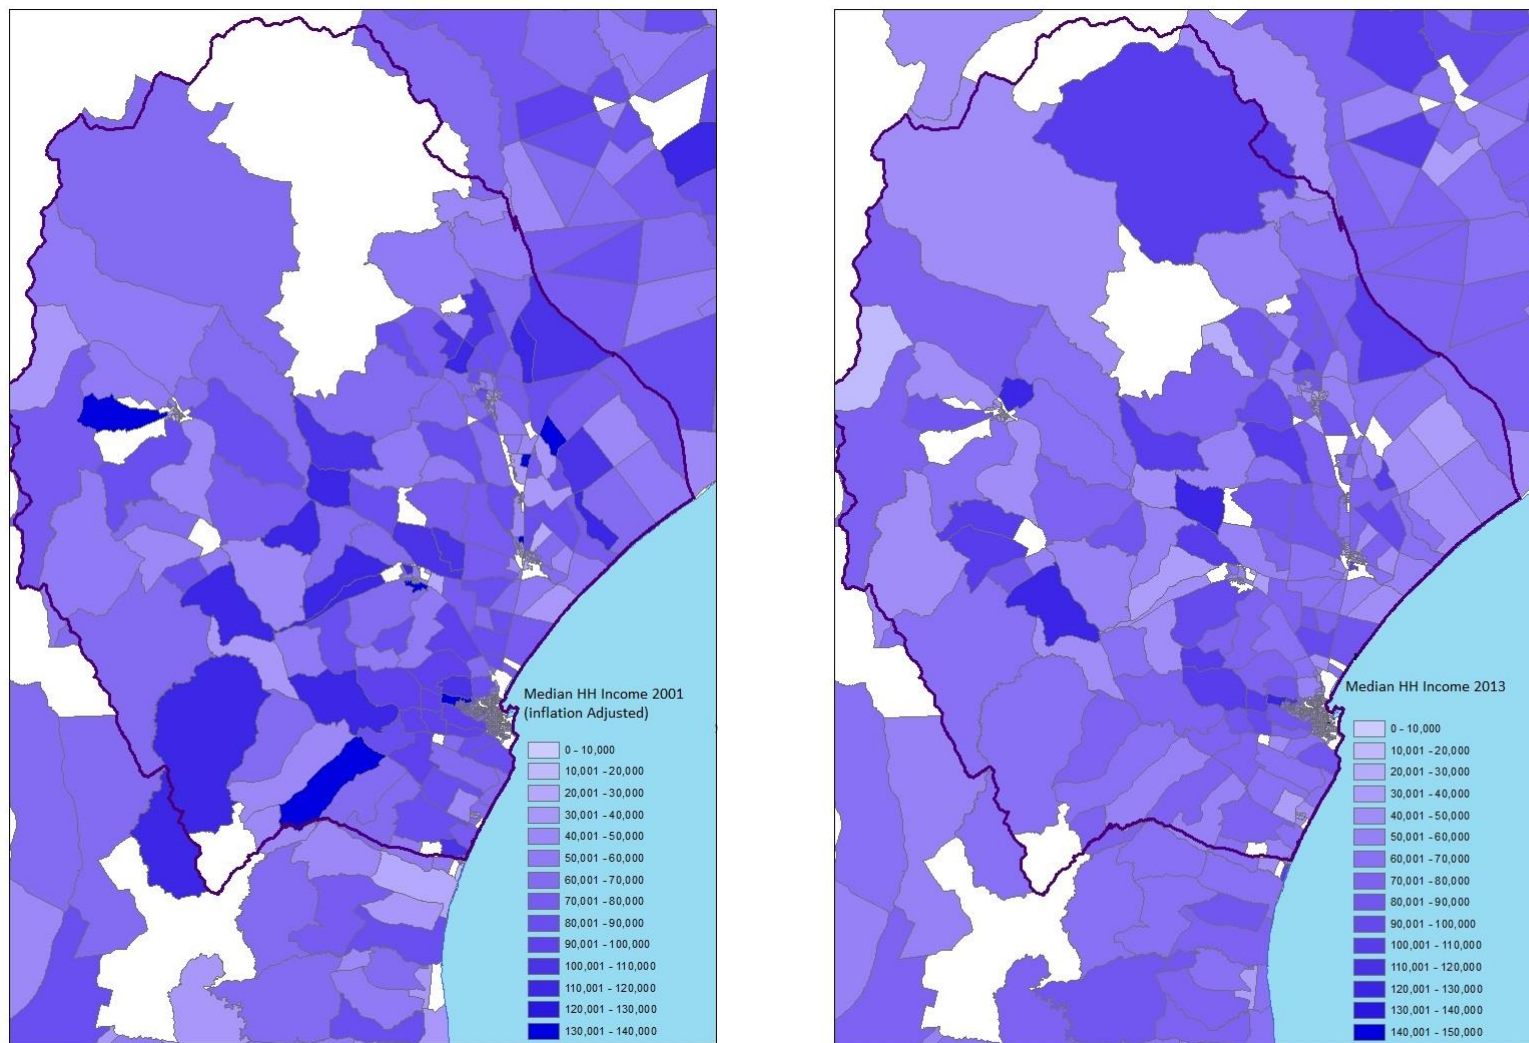 Median HH Income 2001
(inflation Adjusted)
0 - 10,000
10,001 - 20,000
20,001 - 30,000
30,001 - 40,000
40,001 - 50,000
50,001 - 60,000
60,001 - 70,000
70,001 - 80,000
80,001 - 90,000
90,001 - 100,000
100,001 - 110,000
110,001 - 120,000
120,001 - 130,000
130,001 - 140,000
Median HH Income 2013
0 - 10,000
10,001 - 20,000
20,001 - 30,000
30,001 - 40,000
40,001 - 50,000
50,001 - 60,000
60,001 - 70,000
70,001 - 80,000
80,001 - 90,000
90,001 - 100,000
100,001 - 110,000
110,001 - 120,000
120,001 - 130,000
130,001 - 140,000
140,001 - 150,000